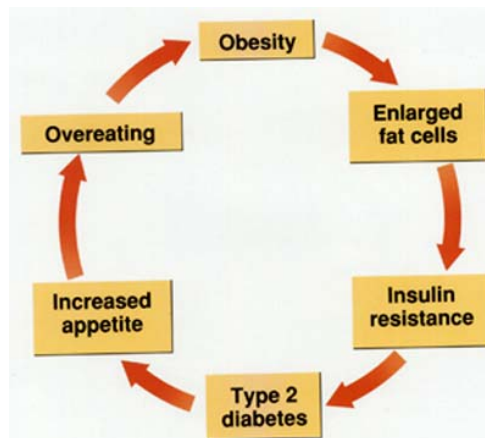 Obesity
Enlarged
fat cells
Insulin
resistance
Type 2
diabetes
Increased
appetite
Overeating